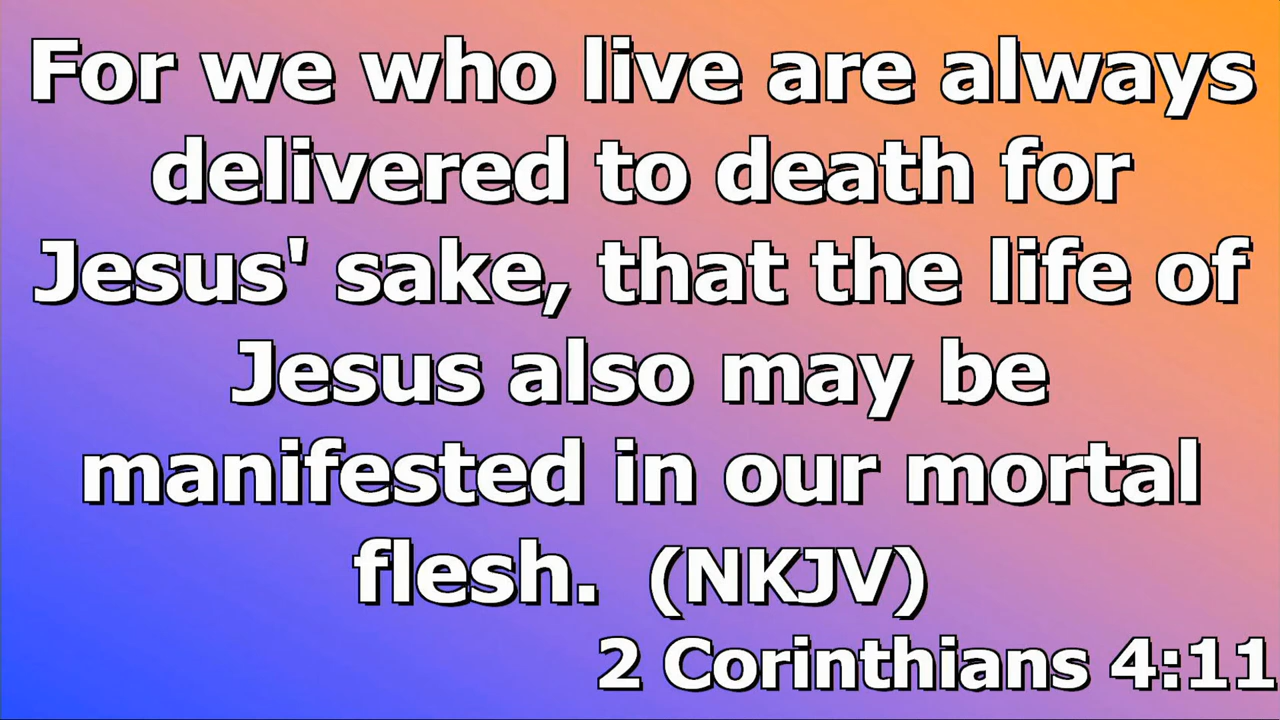 For we who live are always
delivered to death for
Jesus' sake, that the life of
Jesus also may be
manifested in our mortal
flesh. (NKJV)
2 Corinthians 4:11